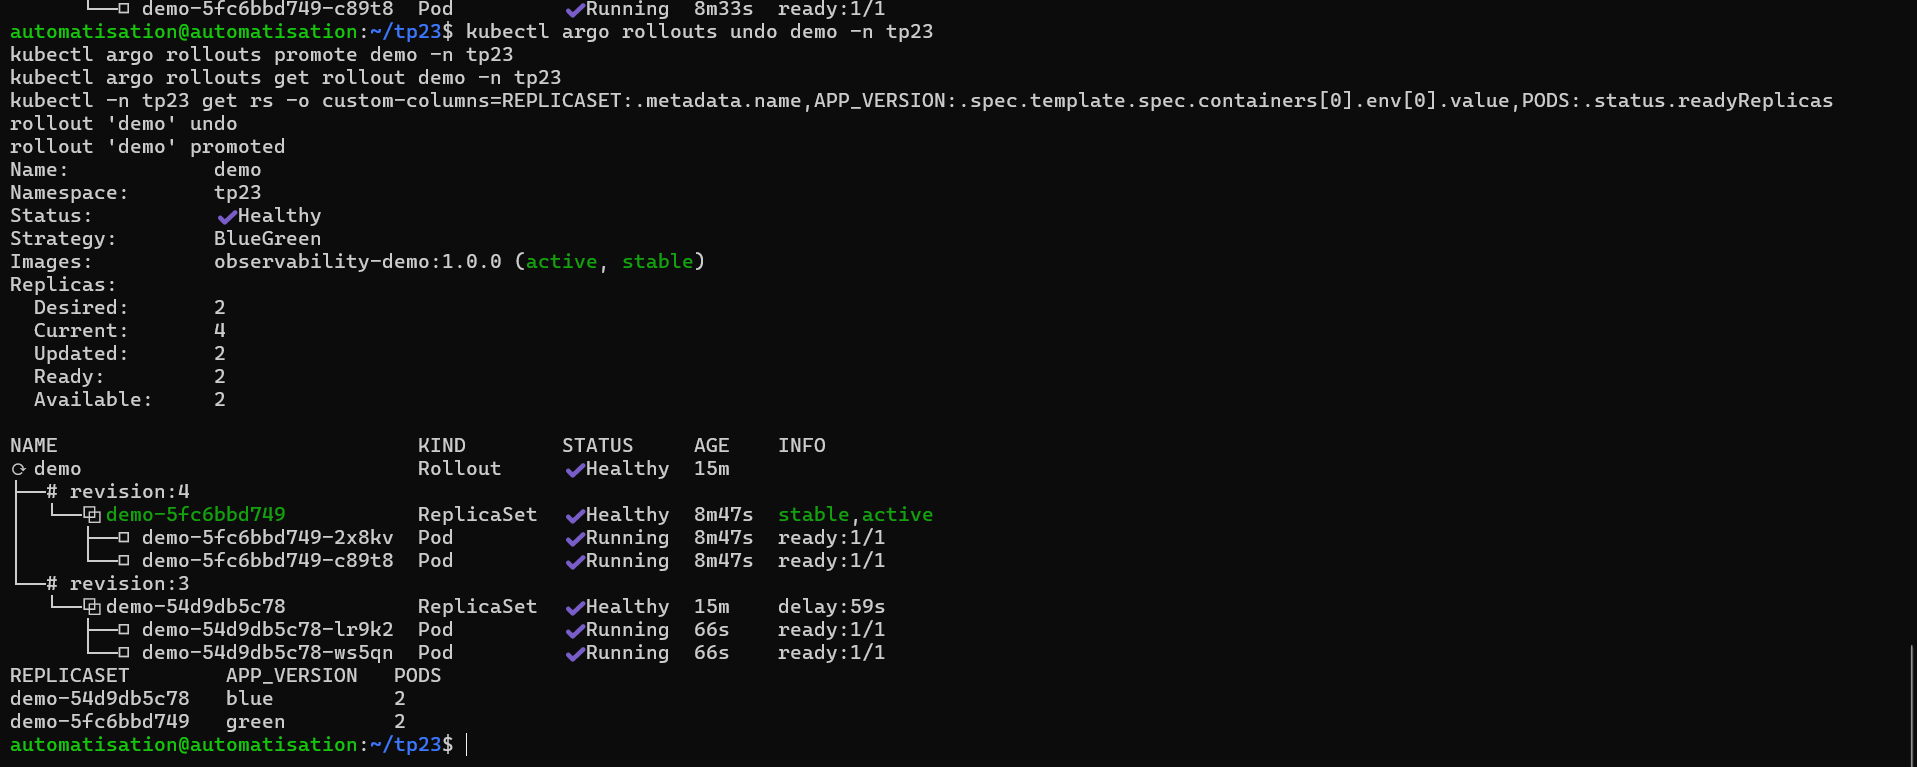 └──□ demo-5fc6bbd749-c89t8  Pod         ✔ Running  8m33s  ready:1/1
automatisation@automatisation:~/tp23$ kubectl argo rollouts undo demo -n tp23
kubectl argo rollouts promote demo -n tp23
kubectl argo rollouts get rollout demo -n tp23
kubectl -n tp23 get rs -o custom-columns=REPLICASET:.metadata.name,APP_VERSION:.spec.template.spec.containers[0].env[0].value,PODS:.status.readyReplicas
rollout 'demo' undo
rollout 'demo' promoted
Name:            demo
Namespace:       tp23
Status:          ✔ Healthy
Strategy:        BlueGreen
Images:          observability-demo:1.0.0 (active, stable)
Replicas:
  Desired:       2
  Current:       4
  Updated:       2
  Ready:         2
  Available:     2
NAME                              KIND        STATUS     AGE    INFO
⟳ demo                            Rollout     ✔ Healthy  15m
├──# revision:4
│  └──⧉ demo-5fc6bbd749           ReplicaSet  ✔ Healthy  8m47s  stable,active
│     ├──□ demo-5fc6bbd749-2x8kv  Pod         ✔ Running  8m47s  ready:1/1
│     └──□ demo-5fc6bbd749-c89t8  Pod         ✔ Running  8m47s  ready:1/1
└──# revision:3
   └──⧉ demo-54d9db5c78           ReplicaSet  ✔ Healthy  15m    delay:59s
      ├──□ demo-54d9db5c78-lr9k2  Pod         ✔ Running  66s    ready:1/1
      └──□ demo-54d9db5c78-ws5qn  Pod         ✔ Running  66s    ready:1/1
REPLICASET        APP_VERSION   PODS
demo-54d9db5c78   blue          2
demo-5fc6bbd749   green         2
automatisation@automatisation:~/tp23$